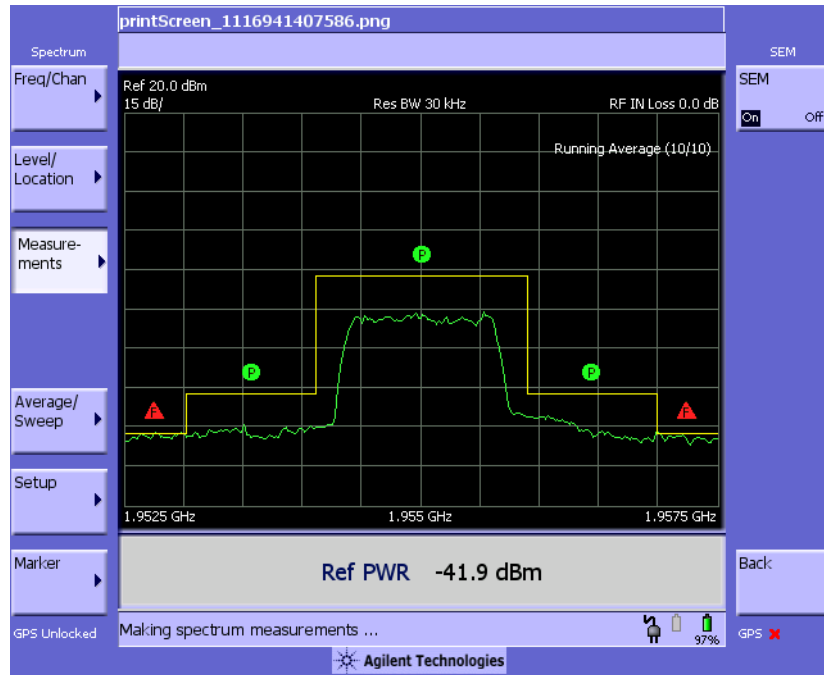 printScreen_1116941407586.png
Spectrum
SEM
Freq/Chan
Level/
Location
Measure-
ments
Average/
Sweep
Setup
Marker
GPS Unlocked
Ref 20.0 dBm
15 dB/ Res BW 30 kHz RF IN Loss 0.0 dB
Running Average (10/10)
P
P P
F F
1.9525 GHz 1.955 GHz 1.9575 GHz
Ref PWR -41.9 dBm
Making spectrum measurements ...
97%
SEM
On Off
Back
GPS
Agilent Technologies